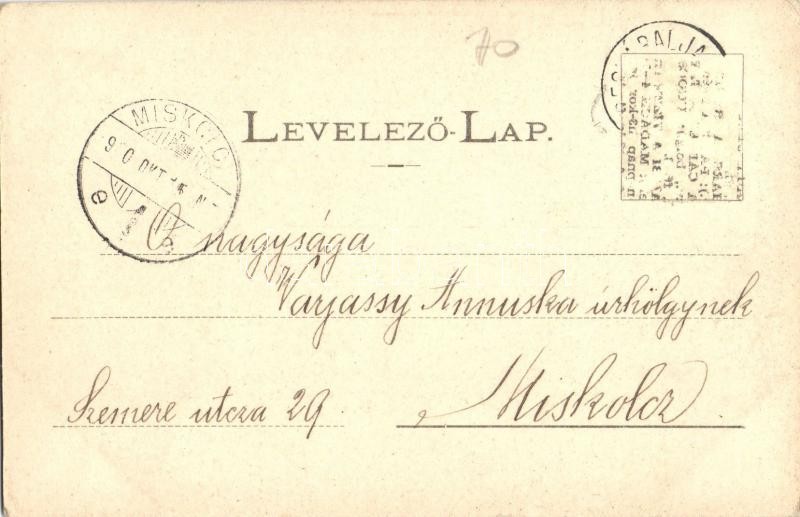 70
MISKOLC
LEVELEZŐ-LAP.
Ő nagysága
Varjassy Annuska úrhölgynek
Szemere utcza 29.
Miskolcz